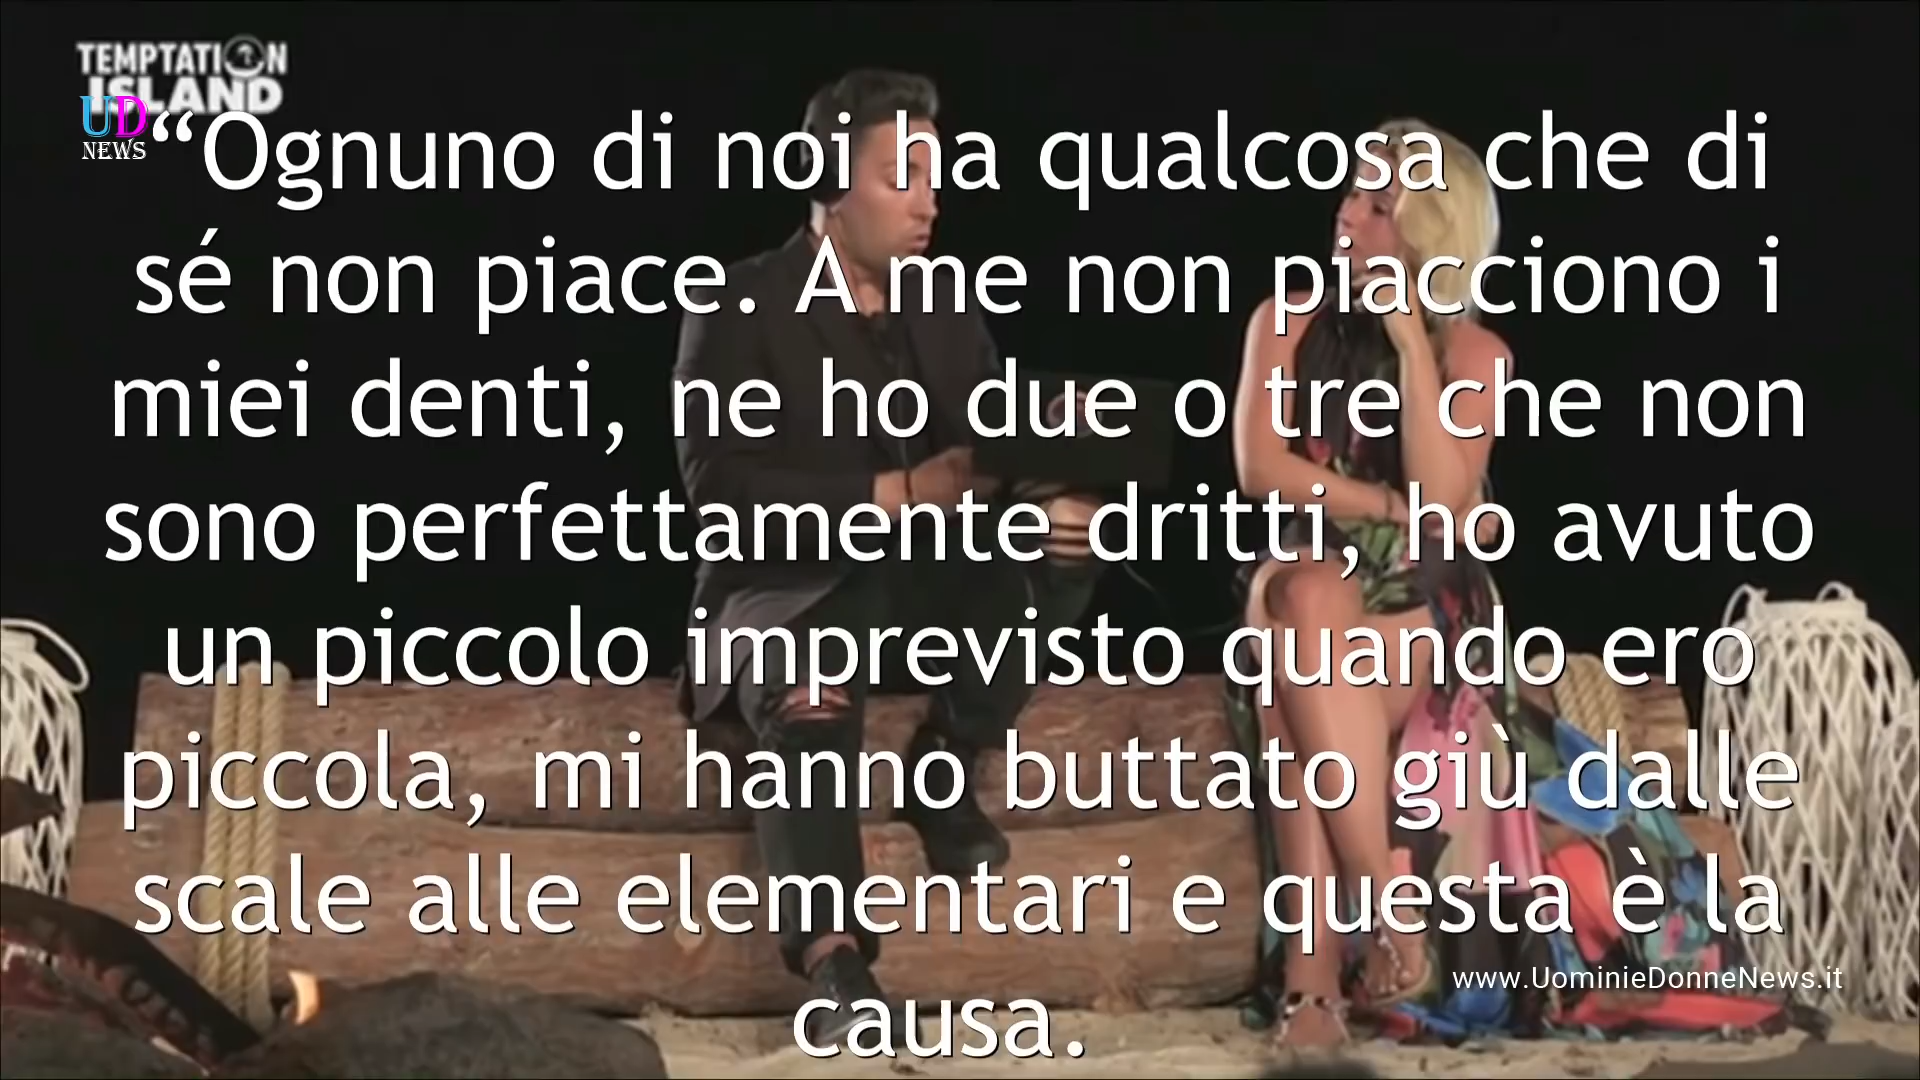 TEMPTATION
ISLAND
UD
NEWS
“Ognuno di noi ha qualcosa che di
sé non piace. A me non piacciono i
miei denti, ne ho due o tre che non
sono perfettamente dritti, ho avuto
un piccolo imprevisto quando ero
piccola, mi hanno buttato giù dalle
scale alle elementari e questa è la
causa.
www.UominieDonneNews.it